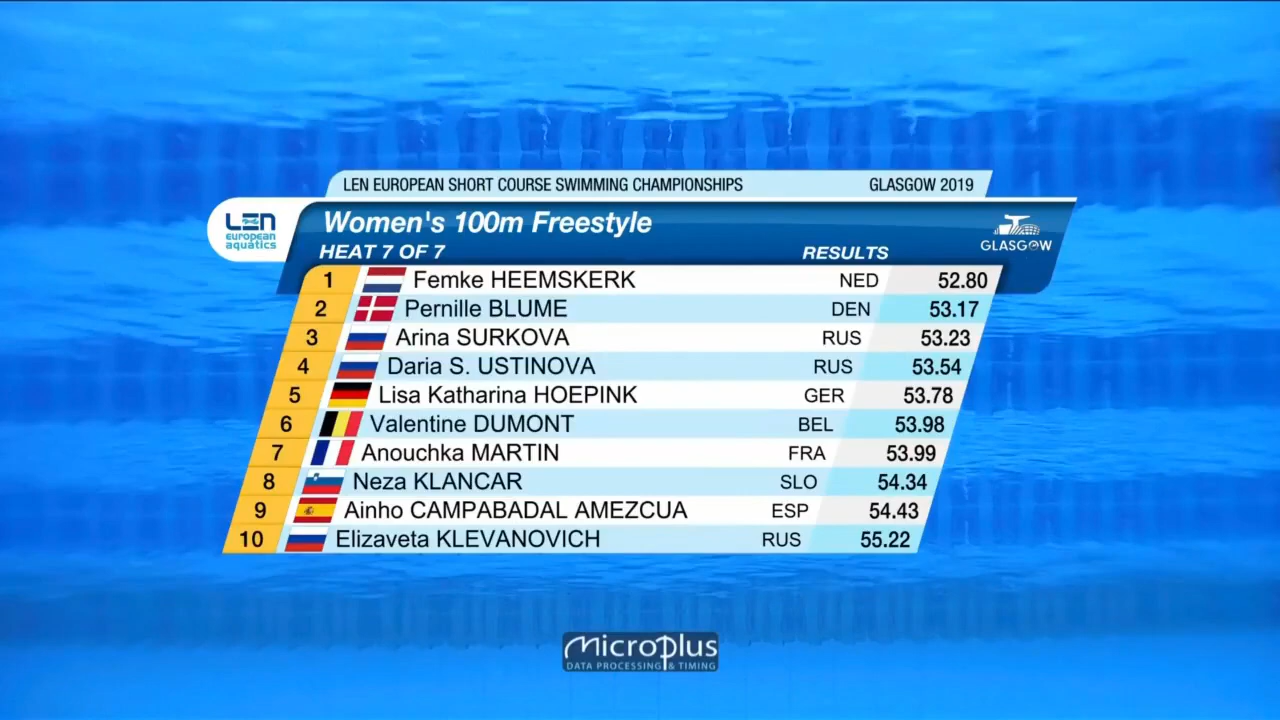 LEN EUROPEAN SHORT COURSE SWIMMING CHAMPIONSHIPS GLASGOW 2019
LEN
european
aquatics
Women's 100m Freestyle
GLASGOW
HEAT 7 OF 7 RESULTS
1 Femke HEEMSKERK NED 52.80
2 Pernille BLUME DEN 53.17
3 Arina SURKOVA RUS 53.23
4 Daria S. USTINOVA RUS 53.54
5 Lisa Katharina HOEPINK GER 53.78
6 Valentine DUMONT BEL 53.98
7 Anouchka MARTIN FRA 53.99
8 Neza KLANCAR SLO 54.34
9 Ainho CAMPABADAL AMEZCUA ESP 54.43
10 Elizaveta KLEVANOVICH RUS 55.22
microplus
DATA PROCESSING & TIMING